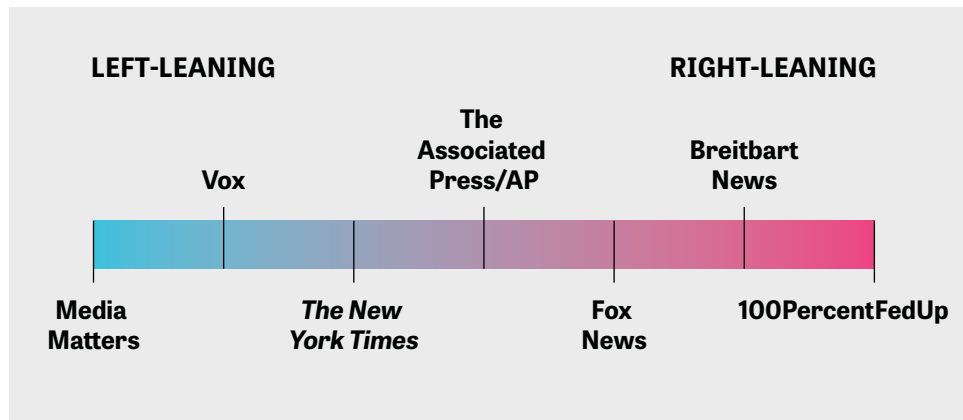 LEFT-LEANING
RIGHT-LEANING
The
Associated
Press/AP
Breitbart
News
Vox
Media
Matters
The New
York Times
Fox
News
100PercentFedUp